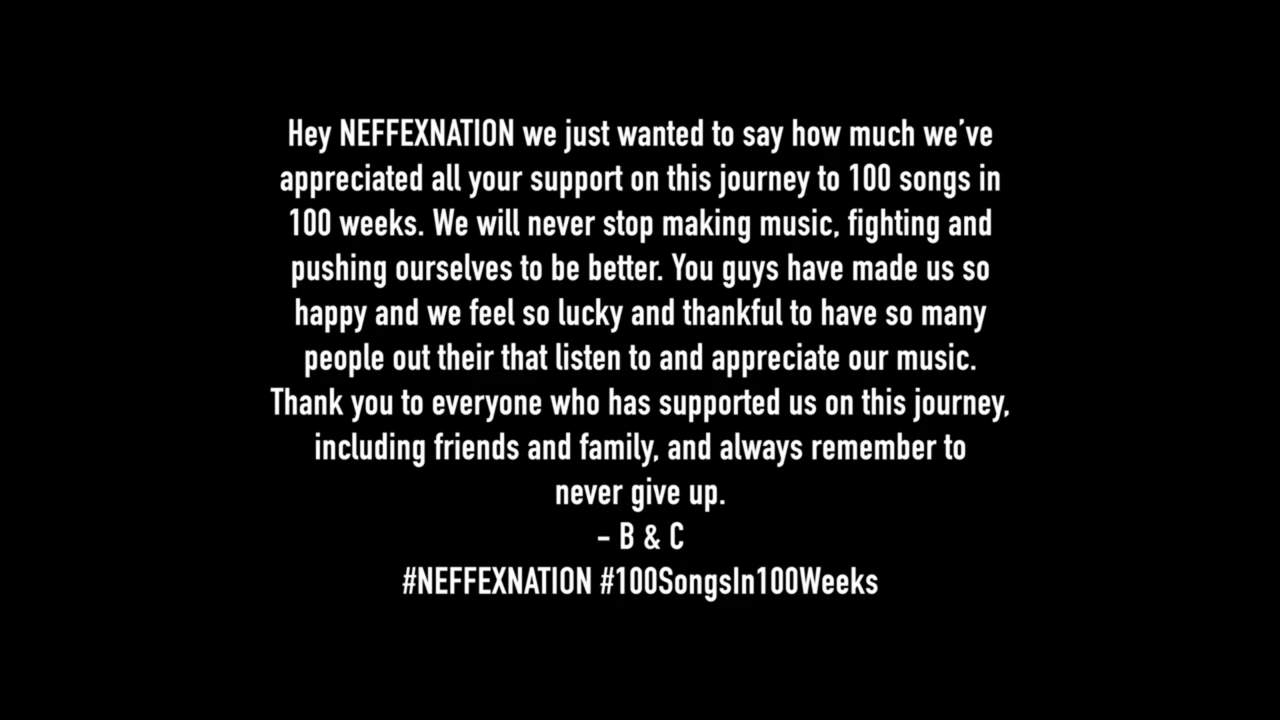 Hey NEFFEXNATION we just wanted to say how much we’ve
appreciated all your support on this journey to 100 songs in
100 weeks. We will never stop making music, fighting and
pushing ourselves to be better. You guys have made us so
happy and we feel so lucky and thankful to have so many
people out their that listen to and appreciate our music.
Thank you to everyone who has supported us on this journey,
including friends and family, and always remember to
never give up.
– B & C
#NEFFEXNATION #100SongsIn100Weeks